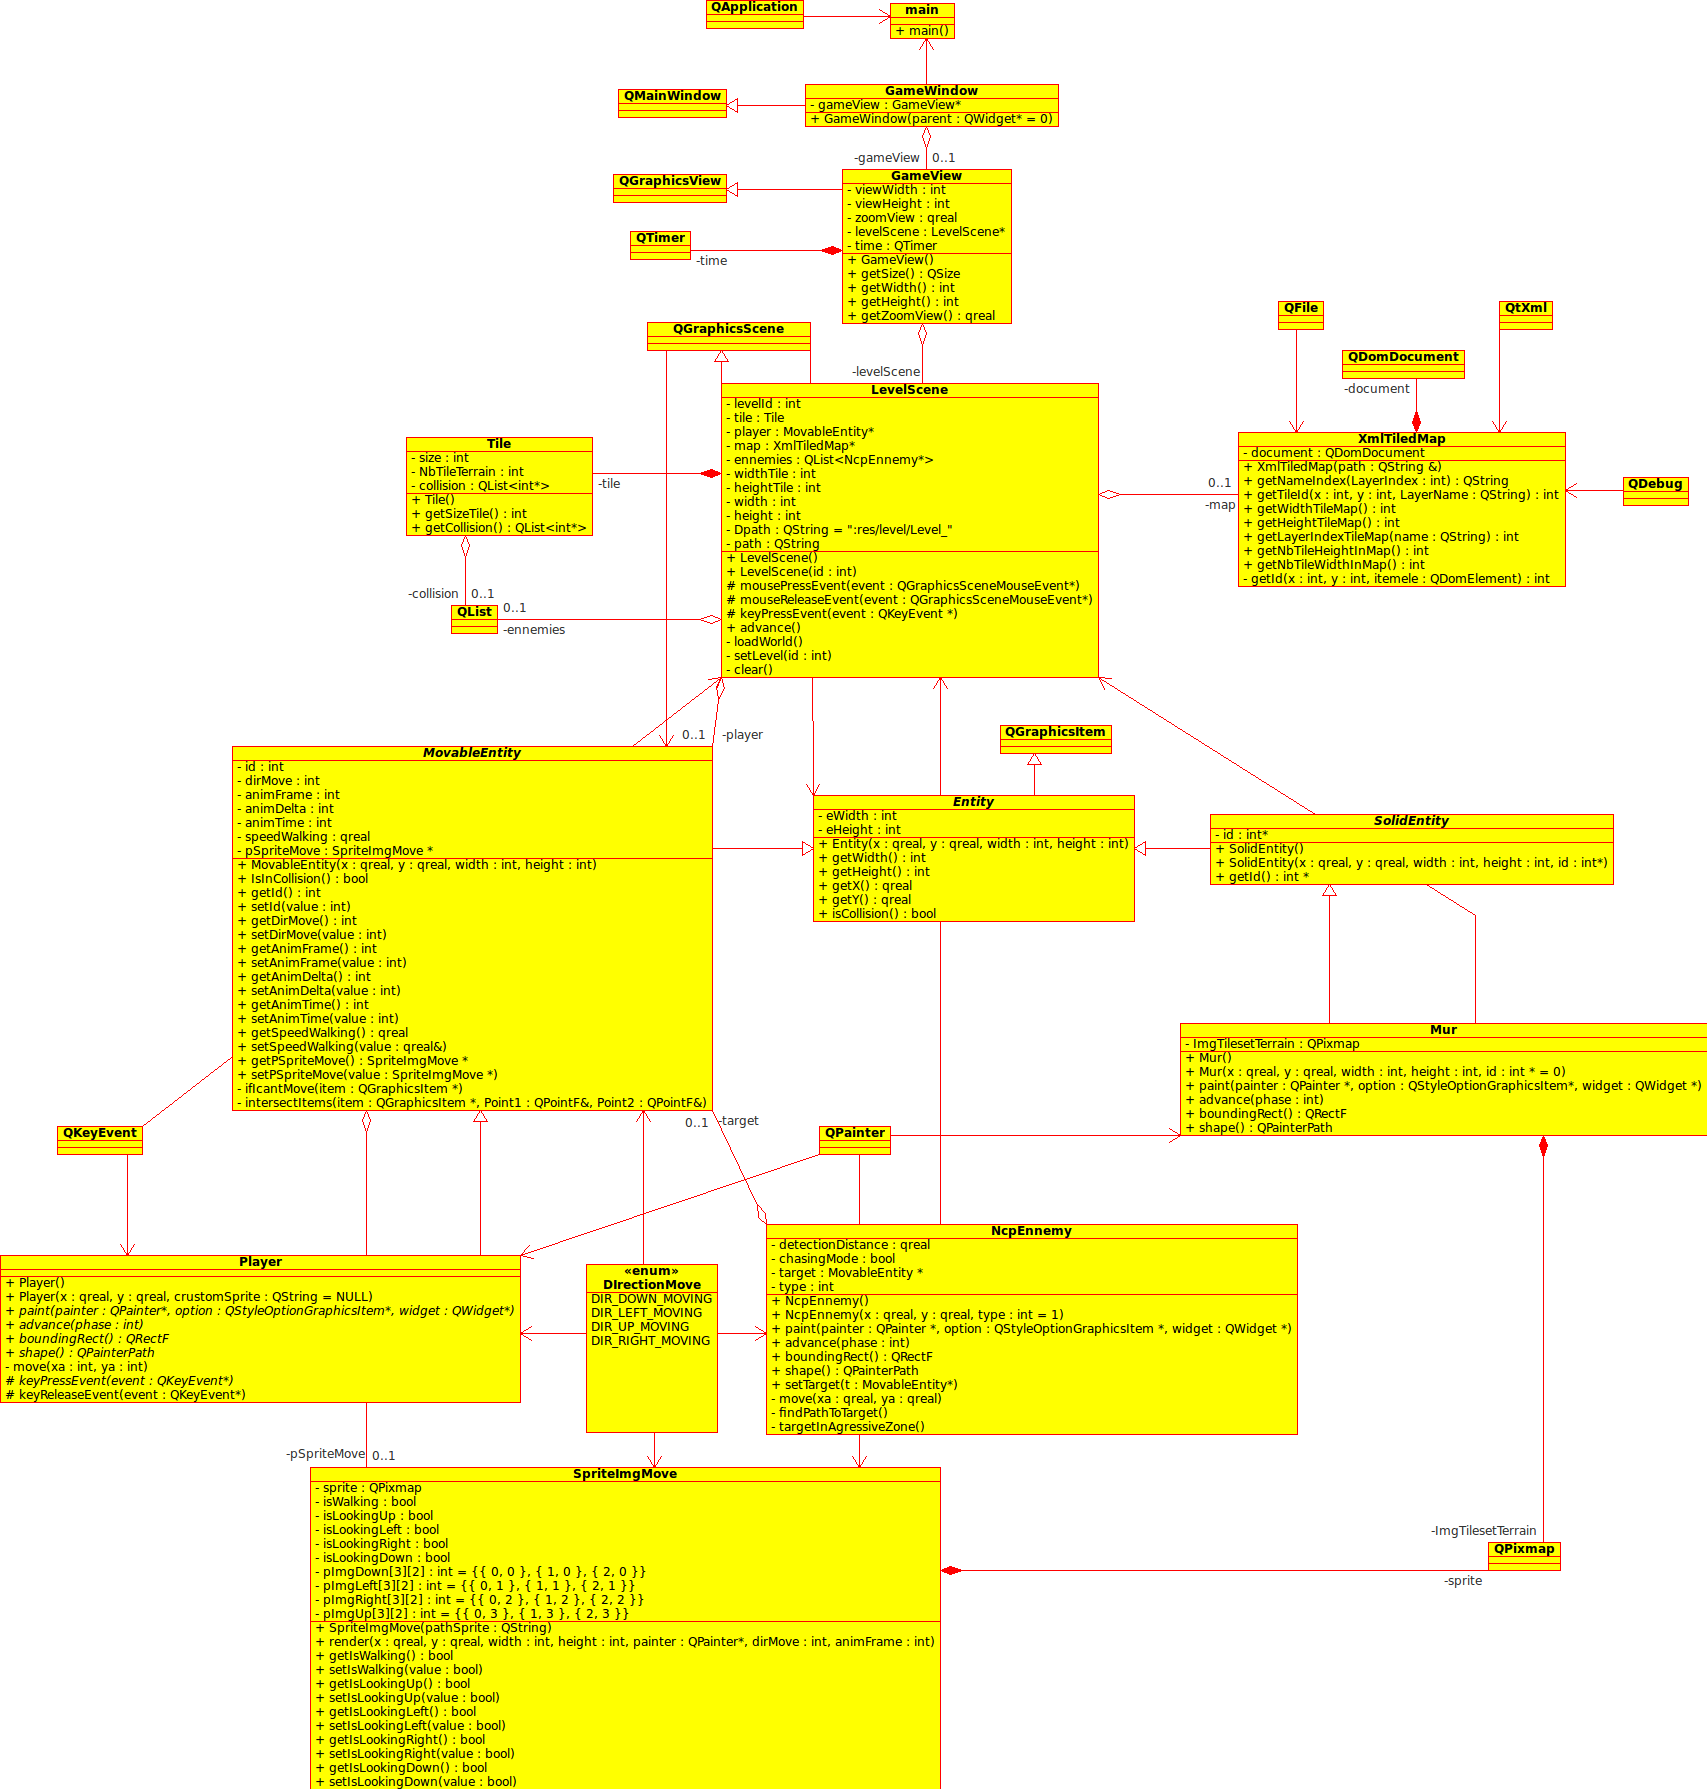 QApplication
main
+ main()
QMainWindow
GameWindow
- gameView : GameView*
+ GameWindow(parent : QWidget* = 0)
-gameView
0..1
QGraphicsView
QTimer
-time
GameView
- viewWidth : int
- viewHeight : int
- zoomView : qreal
- levelScene : LevelScene*
- time : QTimer
+ GameView()
+ getSize() : QSize
+ getWidth() : int
+ getHeight() : int
+ getZoomView() : qreal
QGraphicsScene
-levelScene
QFile
QtXml
QDomDocument
-document
LevelScene
- levelId : int
- tile : Tile
- player : MovableEntity*
- map : XmlTiledMap*
- ennemies : QList<NcpEnnemy*>
- widthTile : int
- heightTile : int
- width : int
- height : int
- Dpath : QString = ":res/level/Level_"
- path : QString
+ LevelScene()
+ LevelScene(id : int)
# mousePressEvent(event : QGraphicsSceneMouseEvent*)
# mouseReleaseEvent(event : QGraphicsSceneMouseEvent*)
# keyPressEvent(event : QKeyEvent *)
+ advance()
- loadWorld()
- setLevel(id : int)
- clear()
Tile
- size : int
- NbTileTerrain : int
- collision : QList<int*>
+ Tile()
+ getSizeTile() : int
+ getCollision() : QList<int*>
-tile
-collision
0..1
QList
0..1
-ennemies
0..1
-map
XmlTiledMap
- document : QDomDocument
+ XmlTiledMap(path : QString &)
+ getNameIndex(LayerIndex : int) : QString
+ getTileId(x : int, y : int, LayerName : QString) : int
+ getWidthTileMap() : int
+ getHeightTileMap() : int
+ getLayerIndexTileMap(name : QString) : int
+ getNbTileHeightInMap() : int
+ getNbTileWidthInMap() : int
- getId(x : int, y : int, itemele : QDomElement) : int
QDebug
0..1
-player
QGraphicsItem
MovableEntity
- id : int
- dirMove : int
- animFrame : int
- animDelta : int
- animTime : int
- speedWalking : qreal
- pSpriteMove : SpriteImgMove *
+ MovableEntity(x : qreal, y : qreal, width : int, height : int)
+ IsInCollision() : bool
+ getId() : int
+ setId(value : int)
+ getDirMove() : int
+ setDirMove(value : int)
+ getAnimFrame() : int
+ setAnimFrame(value : int)
+ getAnimDelta() : int
+ setAnimDelta(value : int)
+ getAnimTime() : int
+ setAnimTime(value : int)
+ getSpeedWalking() : qreal
+ setSpeedWalking(value : qreal&)
+ getPSpriteMove() : SpriteImgMove *
+ setPSpriteMove(value : SpriteImgMove *)
- ifIcantMove(item : QGraphicsItem *)
- intersectItems(item : QGraphicsItem *, Point1 : QPointF&, Point2 : QPointF&)
Entity
- eWidth : int
- eHeight : int
+ Entity(x : qreal, y : qreal, width : int, height : int)
+ getWidth() : int
+ getHeight() : int
+ getX() : qreal
+ getY() : qreal
+ isCollision() : bool
SolidEntity
- id : int*
+ SolidEntity()
+ SolidEntity(x : qreal, y : qreal, width : int, height : int, id : int*)
+ getId() : int *
Mur
- ImgTilesetTerrain : QPixmap
+ Mur()
+ Mur(x : qreal, y : qreal, width : int, height : int, id : int * = 0)
+ paint(painter : QPainter *, option : QStyleOptionGraphicsItem*, widget : QWidget *)
+ advance(phase : int)
+ boundingRect() : QRectF
+ shape() : QPainterPath
0..1
-target
QKeyEvent
QPainter
Player
+ Player()
+ Player(x : qreal, y : qreal, crustomSprite : QString = NULL)
+ paint(painter : QPainter*, option : QStyleOptionGraphicsItem*, widget : QWidget*)
+ advance(phase : int)
+ boundingRect() : QRectF
+ shape() : QPainterPath
- move(xa : int, ya : int)
# keyPressEvent(event : QKeyEvent*)
# keyReleaseEvent(event : QKeyEvent*)
«enum»
DIrectionMove
DIR_DOWN_MOVING
DIR_LEFT_MOVING
DIR_UP_MOVING
DIR_RIGHT_MOVING
NcpEnnemy
- detectionDistance : qreal
- chasingMode : bool
- target : MovableEntity *
- type : int
+ NcpEnnemy()
+ NcpEnnemy(x : qreal, y : qreal, type : int = 1)
+ paint(painter : QPainter *, option : QStyleOptionGraphicsItem *, widget : QWidget *)
+ advance(phase : int)
+ boundingRect() : QRectF
+ shape() : QPainterPath
+ setTarget(t : MovableEntity*)
- move(xa : qreal, ya : qreal)
- findPathToTarget()
- targetInAgressiveZone()
-pSpriteMove
0..1
SpriteImgMove
- sprite : QPixmap
- isWalking : bool
- isLookingUp : bool
- isLookingLeft : bool
- isLookingRight : bool
- isLookingDown : bool
- pImgDown[3][2] : int = {{ 0, 0 }, { 1, 0 }, { 2, 0 }}
- pImgLeft[3][2] : int = {{ 0, 1 }, { 1, 1 }, { 2, 1 }}
- pImgRight[3][2] : int = {{ 0, 2 }, { 1, 2 }, { 2, 2 }}
- pImgUp[3][2] : int = {{ 0, 3 }, { 1, 3 }, { 2, 3 }}
+ SpriteImgMove(pathSprite : QString)
+ render(x : qreal, y : qreal, width : int, height : int, painter : QPainter*, dirMove : int, animFrame : int)
+ getIsWalking() : bool
+ setIsWalking(value : bool)
+ getIsLookingUp() : bool
+ setIsLookingUp(value : bool)
+ getIsLookingLeft() : bool
+ setIsLookingLeft(value : bool)
+ getIsLookingRight() : bool
+ setIsLookingRight(value : bool)
+ getIsLookingDown() : bool
+ setIsLookingDown(value : bool)
-ImgTilesetTerrain
QPixmap
-sprite